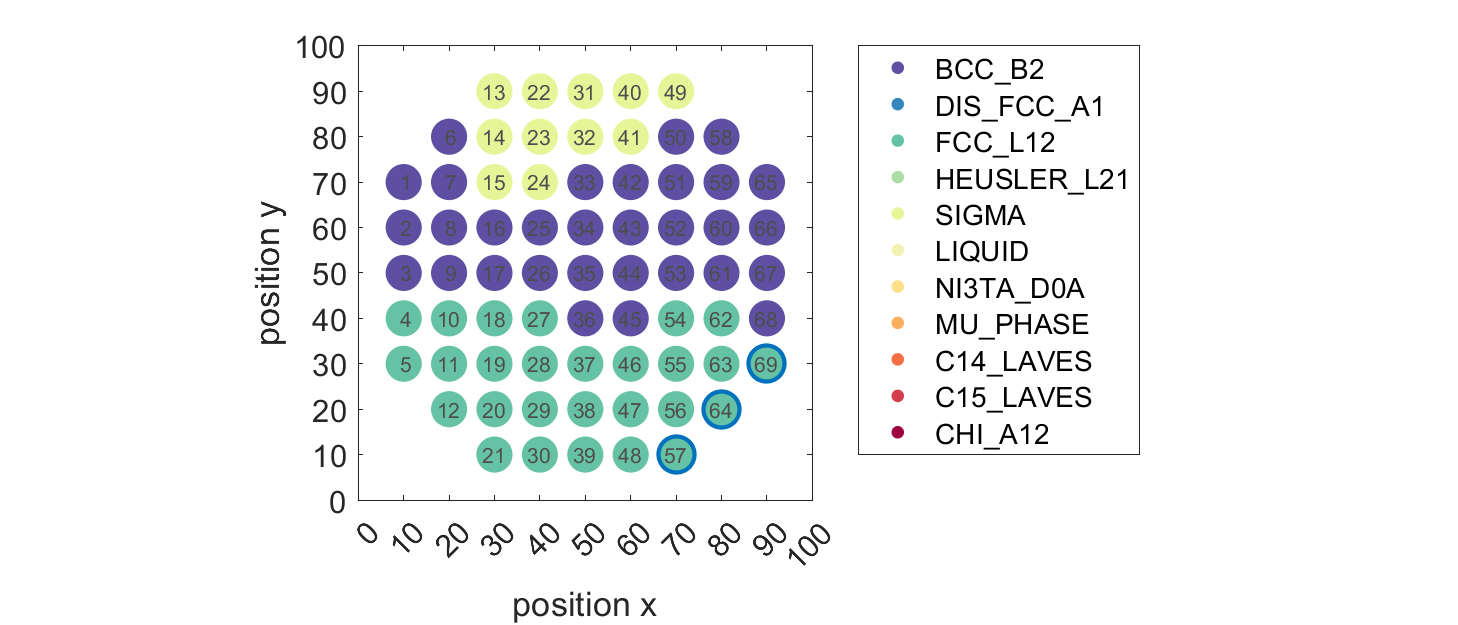 100
90
80
70
60
50
40
30
20
10
0
position y
13 22 31 40 49
6 14 23 32 41 50 58
1 7 15 24 33 42 51 59 65
2 8 16 25 34 43 52 60 66
3 9 17 26 35 44 53 61 67
4 10 18 27 36 45 54 62 68
5 11 19 28 37 46 55 63 69
12 20 29 38 47 56 64
21 30 39 48 57
0 10 20 30 40 50 60 70 80 90 100
position x
BCC_B2
DIS_FCC_A1
FCC_L12
HEUSLER_L21
SIGMA
LIQUID
NI3TA_D0A
MU_PHASE
C14_LAVES
C15_LAVES
CHI_A12